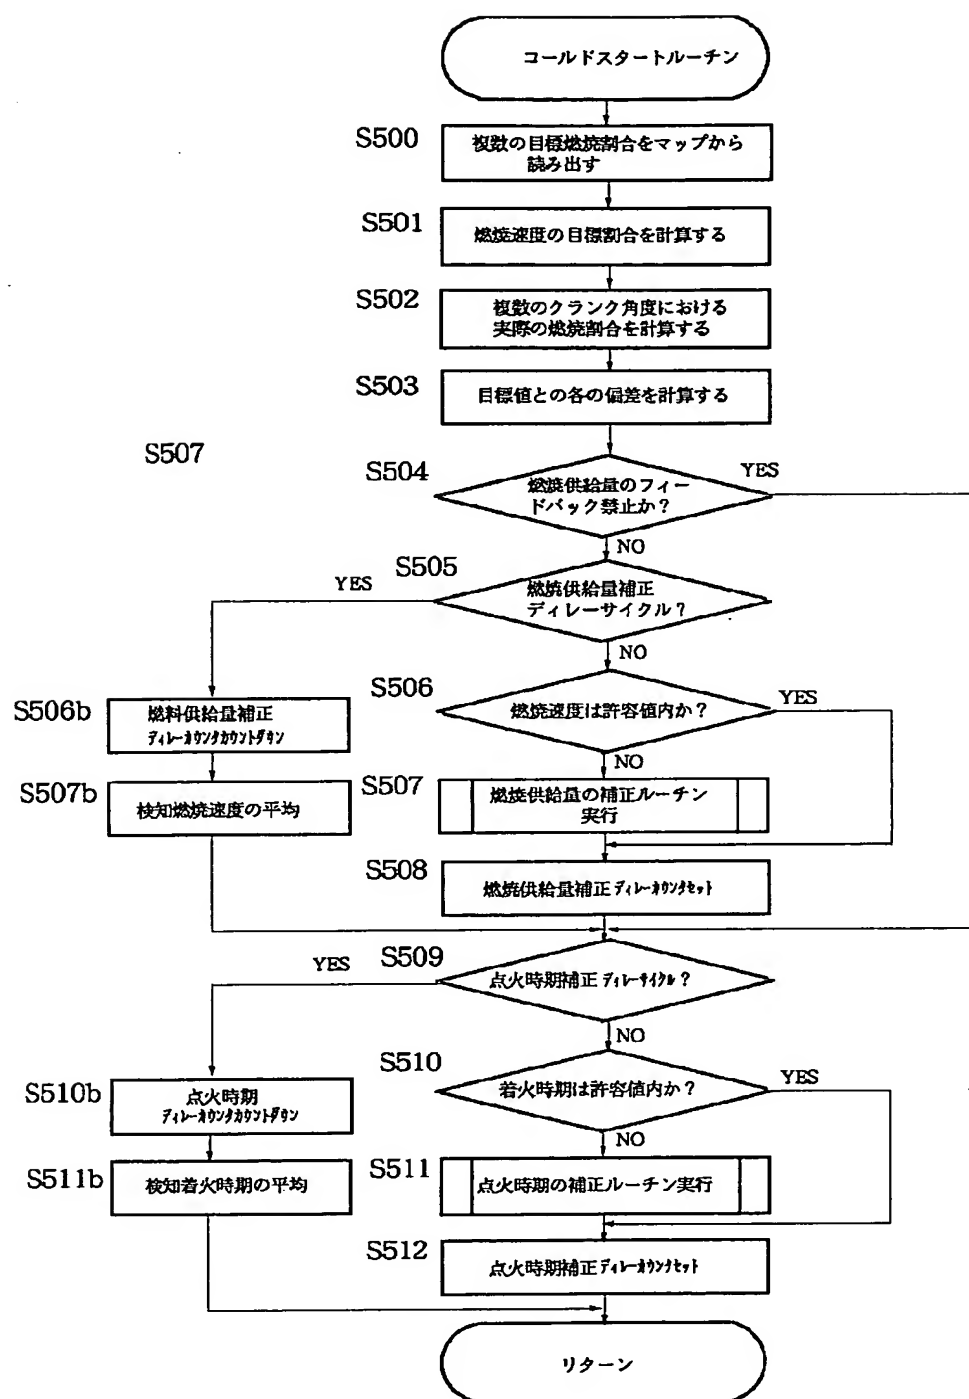 コールドスタートルーチン
S500
複数の目標燃焼割合をマップから
読み出す
S501
燃焼速度の目標割合を計算する
S502
複数のクランク角度における
実際の燃焼割合を計算する
S503
目標値との各の偏差を計算する
S507
S504
燃焼供給量のフィー
ドバック禁止か？
YES
NO
S505
YES
燃焼供給量補正
ディレーサイクル？
NO
S506b
燃料供給量補正
ディレーカウンタカウントダウン
S506
燃焼速度は許容値内か？
YES
NO
S507b
検知燃焼速度の平均
S507
燃焼供給量の補正ルーチン
実行
S508
燃焼供給量補正ディレーカウンタセット
S509
YES
点火時期補正ディレーサイクル？
NO
S510b
点火時期
ディレーカウンタカウントダウン
S510
着火時期は許容値内か？
YES
NO
S511b
検知着火時期の平均
S511
点火時期の補正ルーチン実行
S512
点火時期補正ディレーカウンタセット
リターン